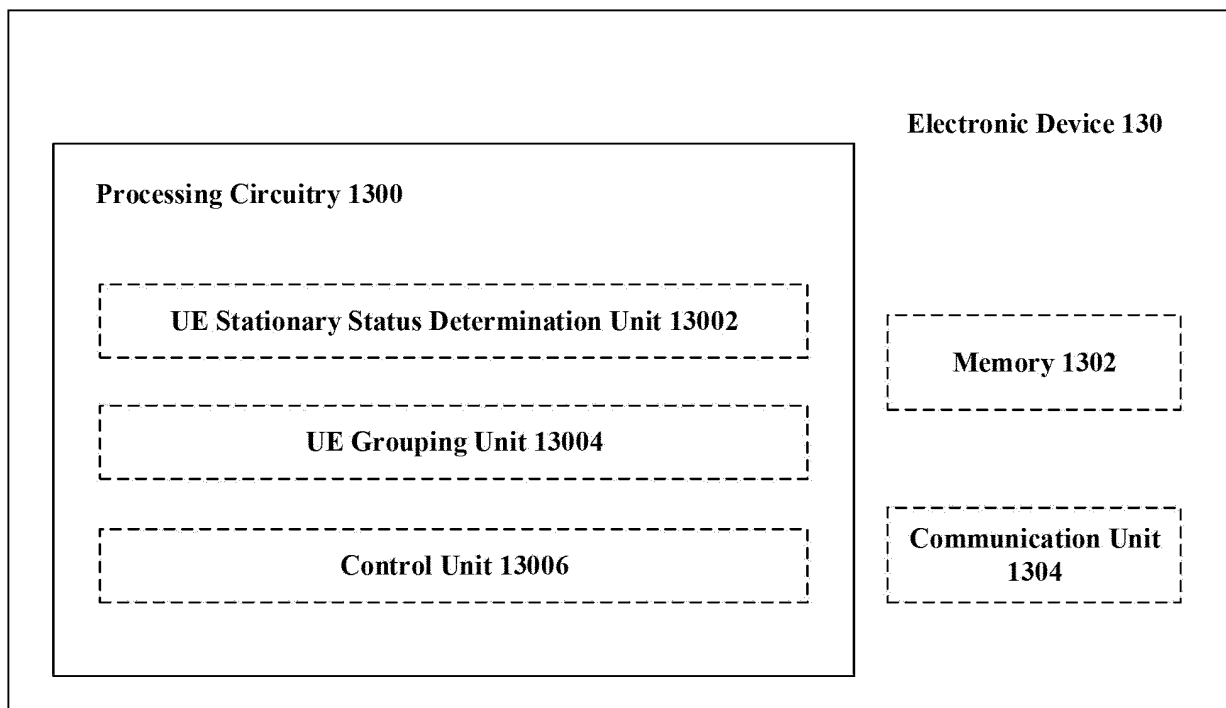 Electronic Device 130
Processing Circuitry 1300
UE Stationary Status Determination Unit 13002
Memory 1302
UE Grouping Unit 13004
Communication Unit
1304
Control Unit 13006